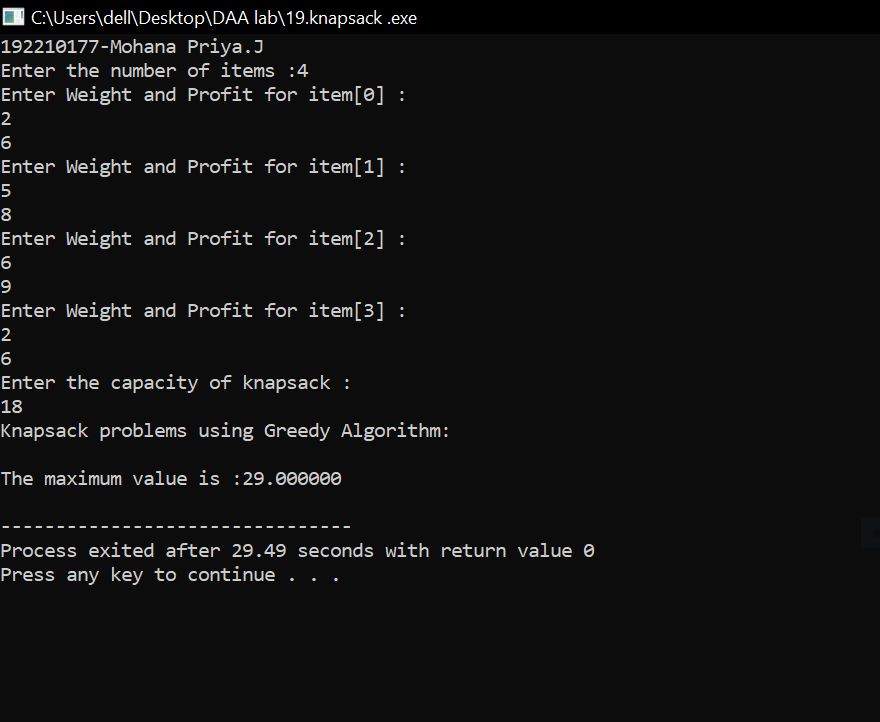 C:\Users\dell\Desktop\DAA lab\19.knapsack .exe
192210177-Mohana Priya.J
Enter the number of items :4
Enter Weight and Profit for item[0] :
2
6
Enter Weight and Profit for item[1] :
5
8
Enter Weight and Profit for item[2] :
6
9
Enter Weight and Profit for item[3] :
2
6
Enter the capacity of knapsack :
18
Knapsack problems using Greedy Algorithm:
The maximum value is :29.000000
--------------------------------
Process exited after 29.49 seconds with return value 0
Press any key to continue . . .